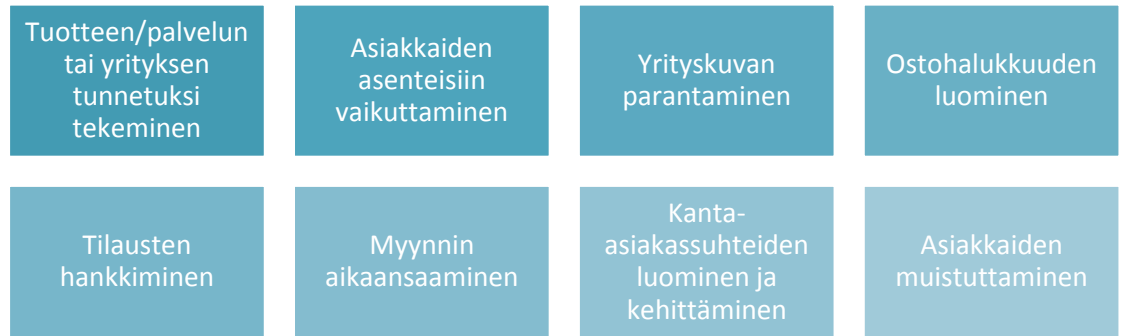 Tuotteen/palvelun
tai yrityksen
tunnetuksi
tekeminen
Asiakkaiden
asenteisiin
vaikuttaminen
Yrityskuvan
parantaminen
Ostohalukkuuden
luominen
Tilausten
hankkiminen
Myynnin
aikaansaaminen
Kanta-
asiakassuhteiden
luominen ja
kehittäminen
Asiakkaiden
muistuttaminen